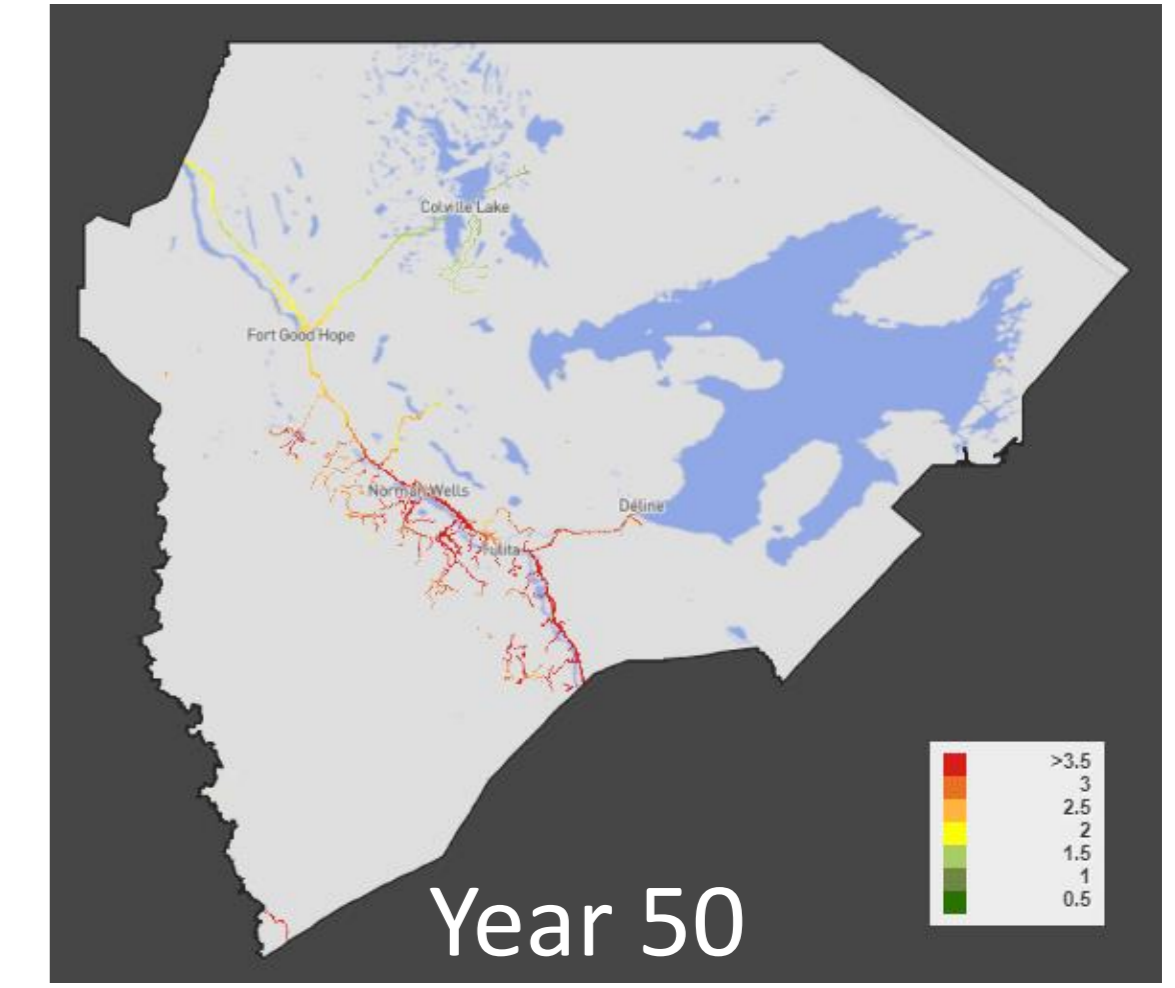 Colville Lake
Fort Good Hope
Norman Wells
Déline
Tulita
>3.5
3
2.5
2
1.5
1
0.5
Year 50